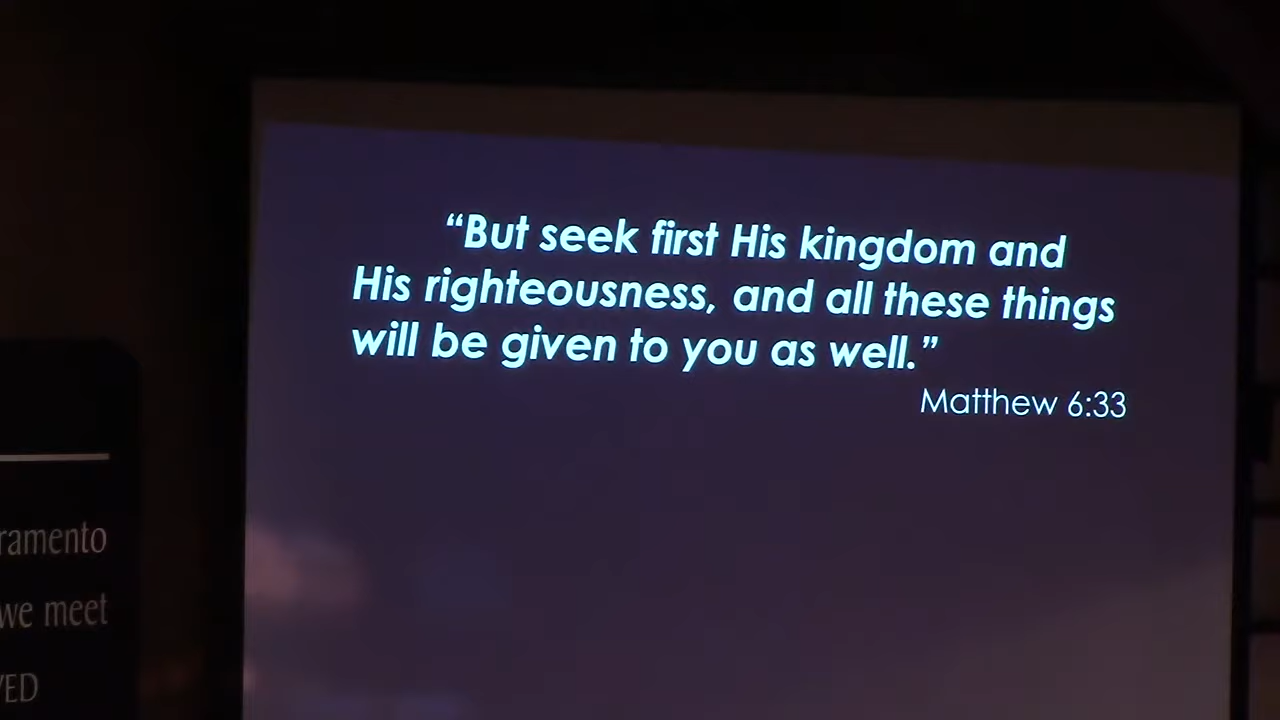 “But seek first His kingdom and
His righteousness, and all these things
will be given to you as well.”
Matthew 6:33
we meet